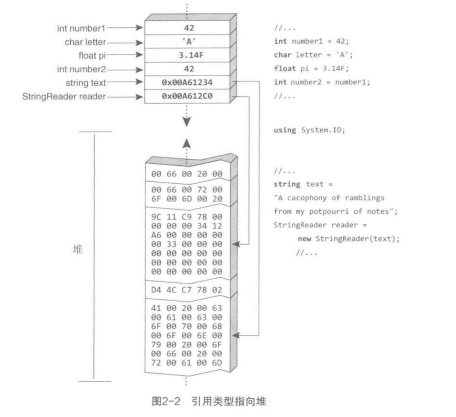 int number1
char letter
float pi
int number2
string text
StringReader reader
42
'A'
3.14F
42
0x00A61234
0x00A612C0
堆
00 66 00 20 00
00 66 00 72 00
6F 00 6D 00 20
9C 11 C9 78 00
00 00 00 34 12
A6 00 00 00 00
00 33 00 00 00
00 00 00 00 00
00 00 00 00 00
00 00 00 00 00
D4 4C C7 78 02
41 00 20 00 63
00 61 00 63 00
6F 00 70 00 68
00 6F 00 6E 00
79 00 20 00 6F
00 66 00 20 00
72 00 61 00 6D
//...
int number1 = 42;
char letter = 'A';
float pi = 3.14F;
int number2 = number1;
//...
using System.IO;
//...
string text =
"A cacophony of ramblings
from my potpourri of notes";
StringReader reader =
new StringReader(text);
//...
图2-2 引用类型指向堆